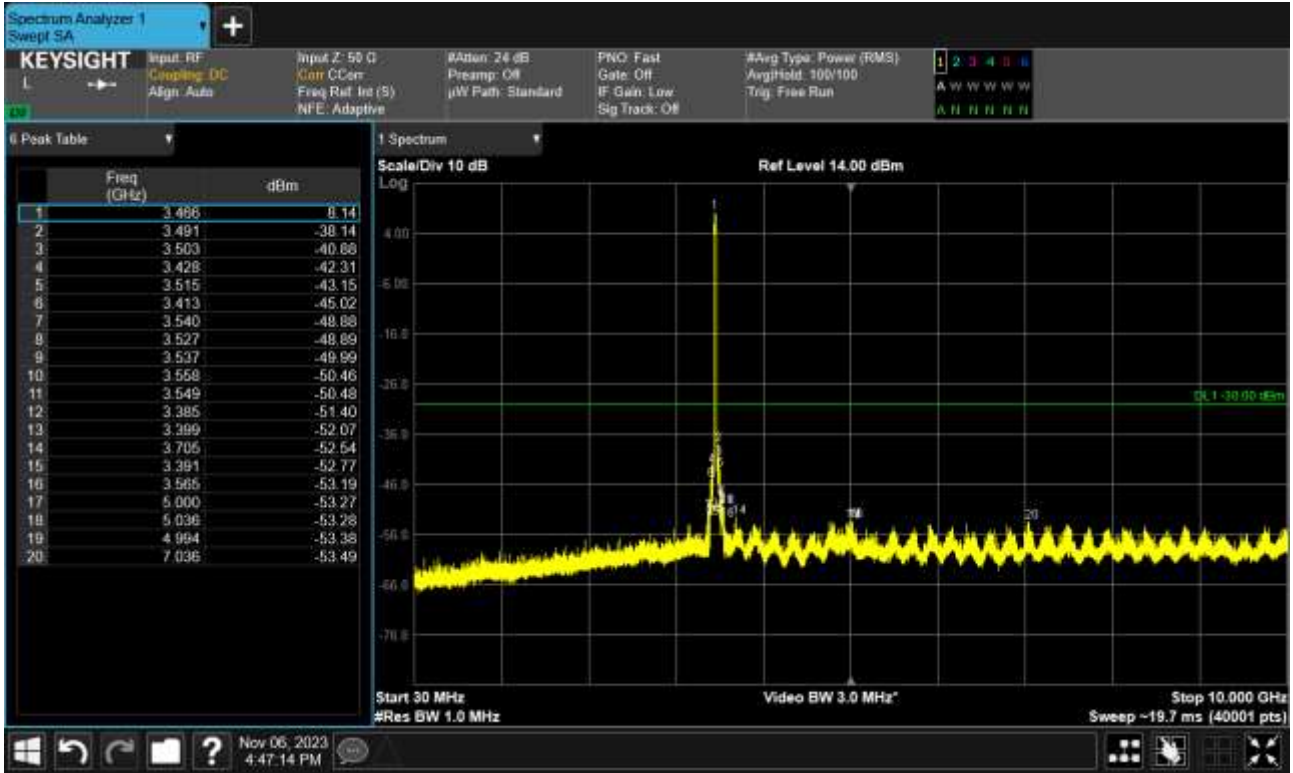 Spectrum Analyzer 1
Swept SA
+
KEYSIGHT
L
Input: RF
Coupling: DC
Align: Auto
Input Z: 50 Ω
Corr CCorr
Freq Ref: Int (S)
NFE: Adaptive
#Atten: 24 dB
Preamp: Off
µW Path: Standard
PNO: Fast
Gate: Off
IF Gain: Low
Sig Track: Off
#Avg Type: Power (RMS)
Avg|Hold: 100/100
Trig: Free Run
1 2 3 4 5 6
A W W W W W
A N N N N N
6 Peak Table
Freq (GHz) dBm
1 3.466 8.14
2 3.491 -38.14
3 3.503 -40.88
4 3.428 -42.31
5 3.515 -43.15
6 3.413 -45.02
7 3.540 -48.88
8 3.527 -48.89
9 3.537 -49.99
10 3.558 -50.46
11 3.549 -50.48
12 3.385 -51.40
13 3.399 -52.07
14 3.705 -52.54
15 3.391 -52.77
16 3.565 -53.19
17 5.000 -53.27
18 5.036 -53.28
19 4.994 -53.38
20 7.036 -53.49
1 Spectrum
Scale/Div 10 dB
Ref Level 14.00 dBm
Log
1
4.00
-6.00
-16.0
-26.0
DL1 -30.00 dBm
-36.0
-46.0
14
20
-56.0
-66.0
-76.0
Start 30 MHz
Video BW 3.0 MHz*
Stop 10.000 GHz
#Res BW 1.0 MHz
Sweep ~19.7 ms (40001 pts)
?
Nov 06, 2023
4:47:14 PM